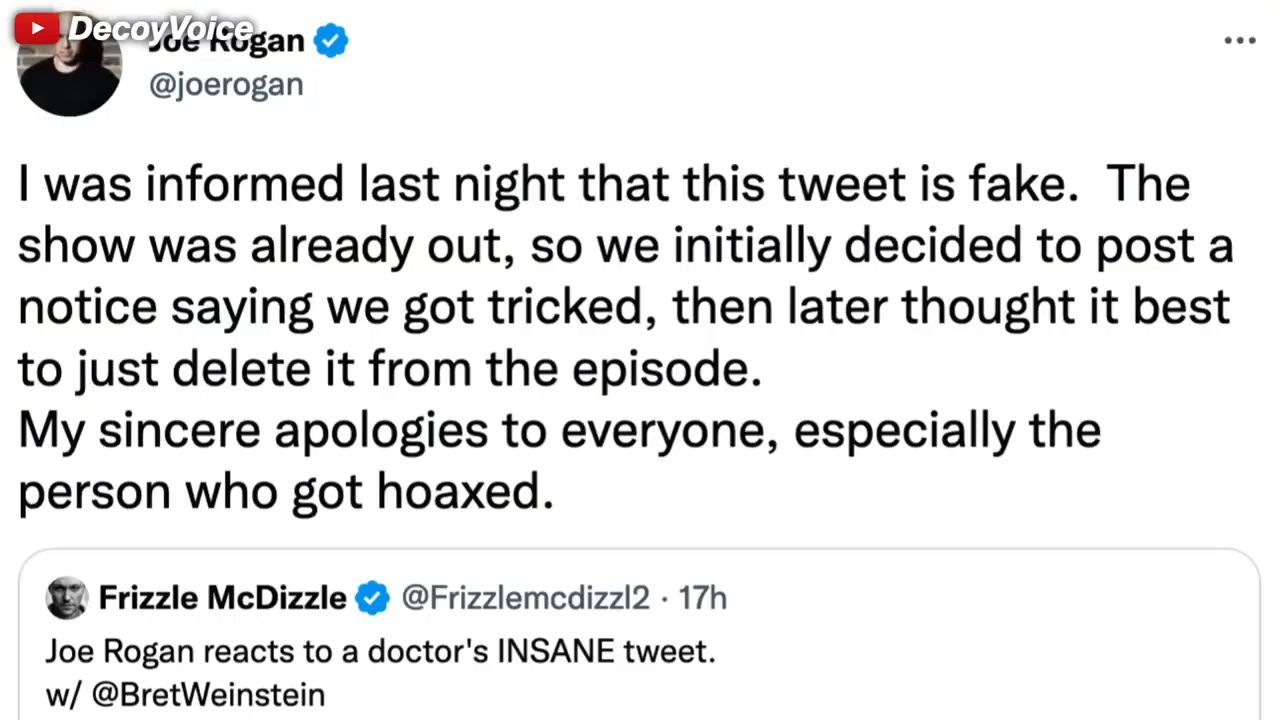 DecoyVoice
Joe Rogan
@joerogan
I was informed last night that this tweet is fake.  The
show was already out, so we initially decided to post a
notice saying we got tricked, then later thought it best
to just delete it from the episode.
My sincere apologies to everyone, especially the
person who got hoaxed.
Frizzle McDizzle @Frizzlemcdizzl2 · 17h
Joe Rogan reacts to a doctor's INSANE tweet.
w/ @BretWeinstein